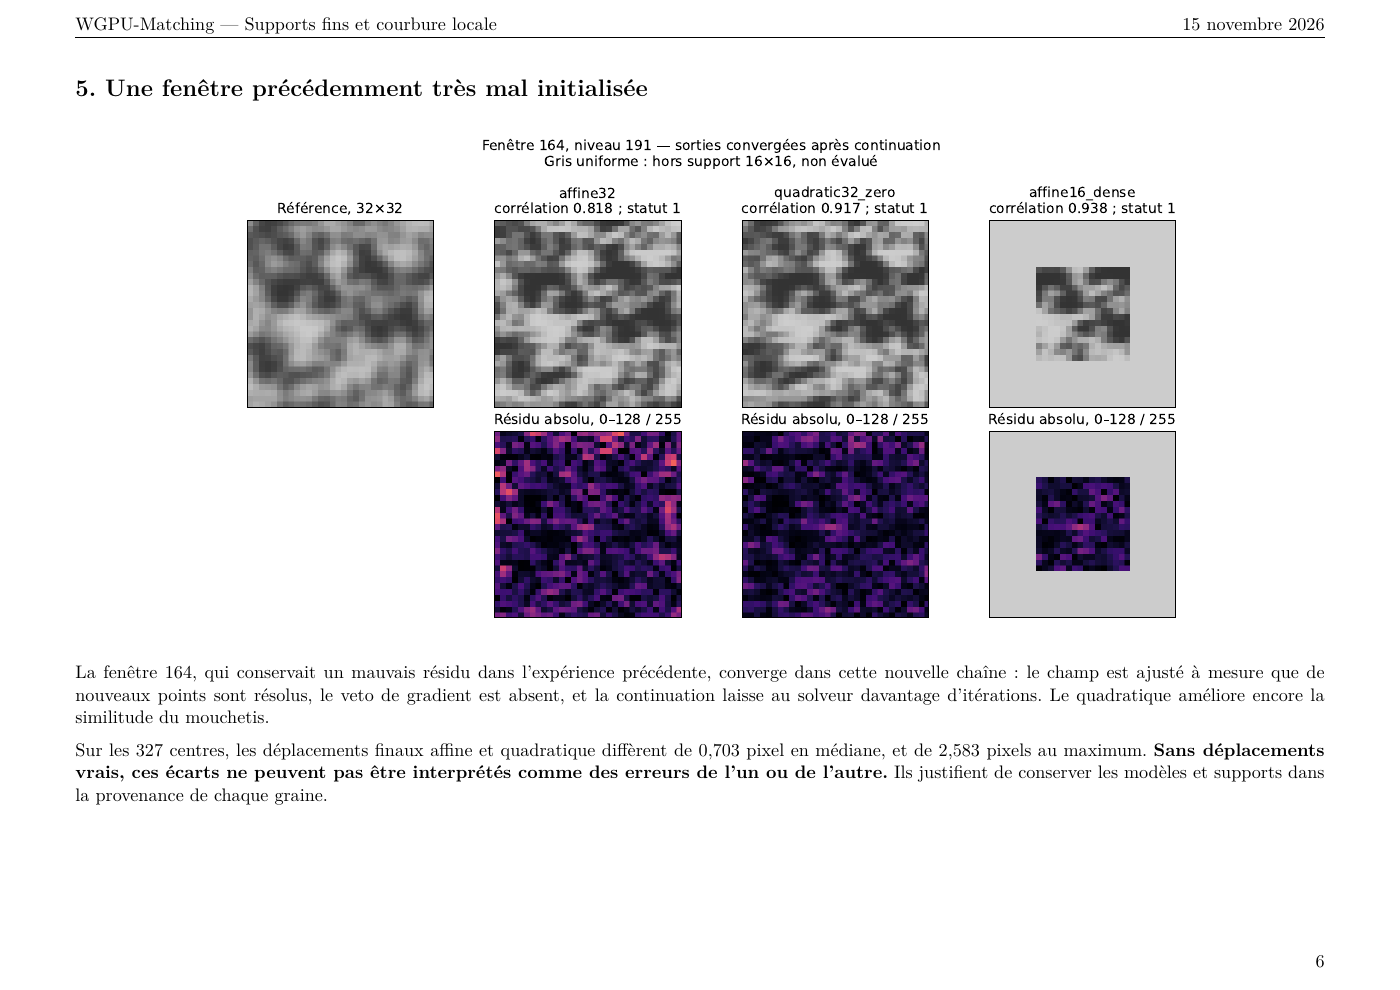 WGPU-Matching — Supports fins et courbure locale
15 novembre 2026
5. Une fenêtre précédemment très mal initialisée
Fenêtre 164, niveau 191 — sorties convergées après continuation
Gris uniforme : hors support 16×16, non évalué
Référence, 32×32
affine32
corrélation 0.818 ; statut 1
quadratic32_zero
corrélation 0.917 ; statut 1
affine16_dense
corrélation 0.938 ; statut 1
Résidu absolu, 0–128 / 255
Résidu absolu, 0–128 / 255
Résidu absolu, 0–128 / 255
La fenêtre 164, qui conservait un mauvais résidu dans l'expérience précédente, converge dans cette nouvelle chaîne : le champ est ajusté à mesure que de
nouveaux points sont résolus, le veto de gradient est absent, et la continuation laisse au solveur davantage d'itérations. Le quadratique améliore encore la
similitude du mouchetis.
Sur les 327 centres, les déplacements finaux affine et quadratique diffèrent de 0,703 pixel en médiane, et de 2,583 pixels au maximum. Sans déplacements
vrais, ces écarts ne peuvent pas être interprétés comme des erreurs de l'un ou de l'autre. Ils justifient de conserver les modèles et supports dans
la provenance de chaque graine.
6